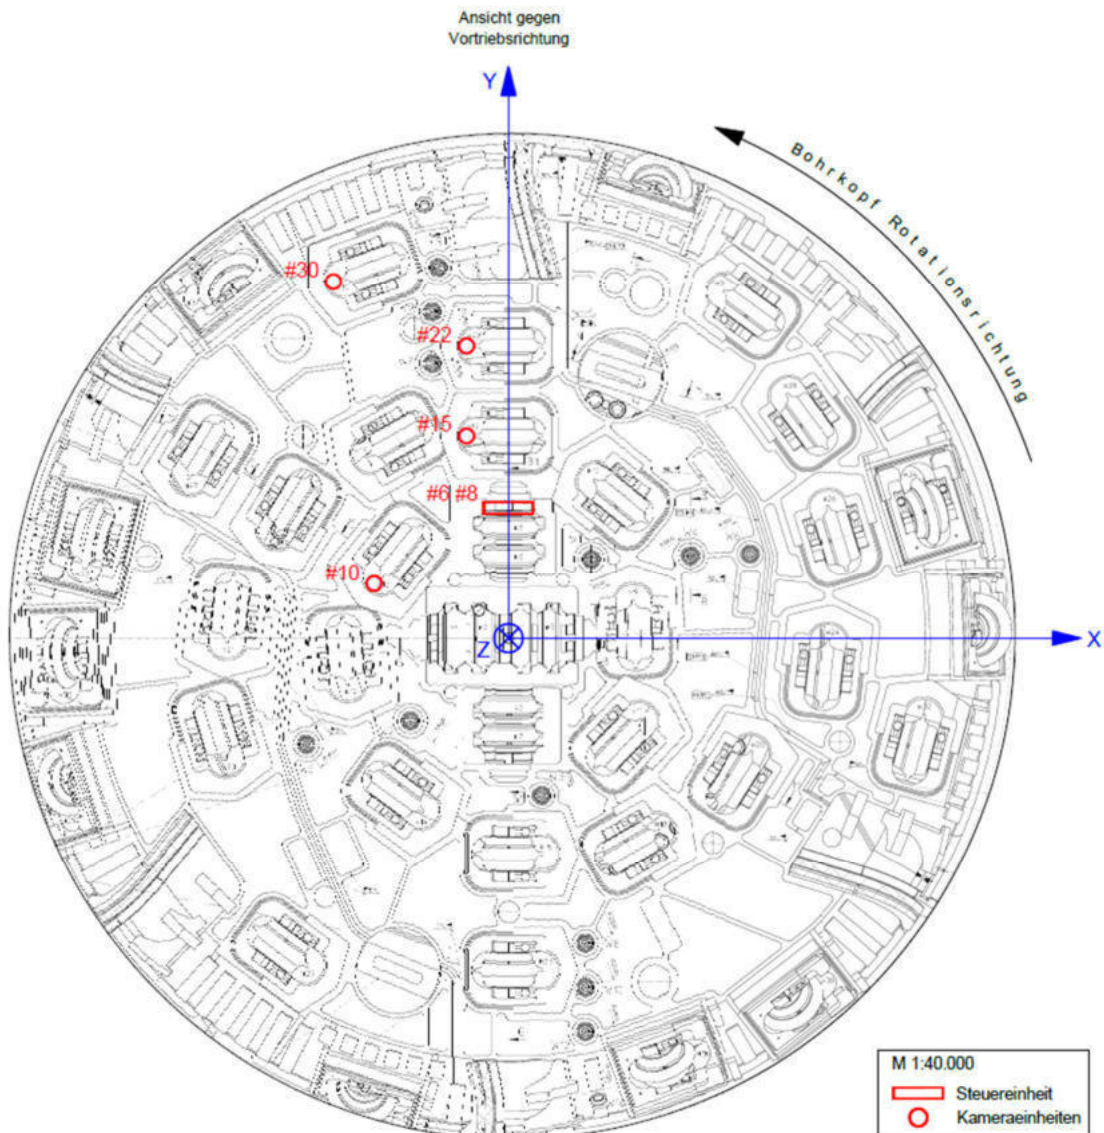 Ansicht gegen
Vortriebsrichtung
Y
Bohrkopf Rotationsrichtung
#30
#22
#15
#6 #8
#10
Z
X
M 1:40.000
Steuereinheit
Kameraeinheiten